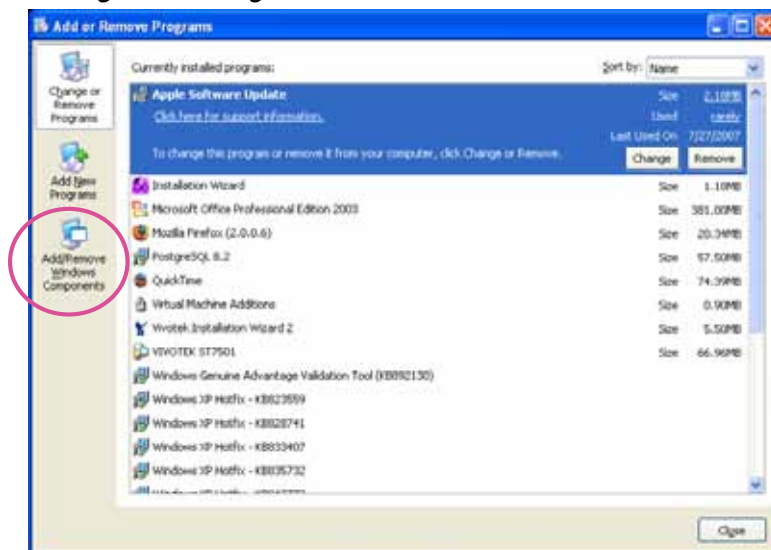 Add or Remove Programs
Currently installed programs:
Sort by: Name
Change or
Remove
Programs
Add New
Programs
Add/Remove
Windows
Components
Apple Software Update Size 2.18MB
Click here for support information. Used rarely
Last Used On 7/27/2007
To change this program or remove it from your computer, click Change or Remove.
Change Remove
Installation Wizard Size 1.10MB
Microsoft Office Professional Edition 2003 Size 381.00MB
Mozilla Firefox (2.0.0.6) Size 20.34MB
PostgreSQL 8.2 Size 57.50MB
QuickTime Size 74.39MB
Virtual Machine Additions Size 0.90MB
Vivotek Installation Wizard 2 Size 5.50MB
VIVOTEK ST7501 Size 66.96MB
Windows Genuine Advantage Validation Tool (KB892130)
Windows XP Hotfix - KB823559
Windows XP Hotfix - KB828741
Windows XP Hotfix - KB833407
Windows XP Hotfix - KB835732
Close